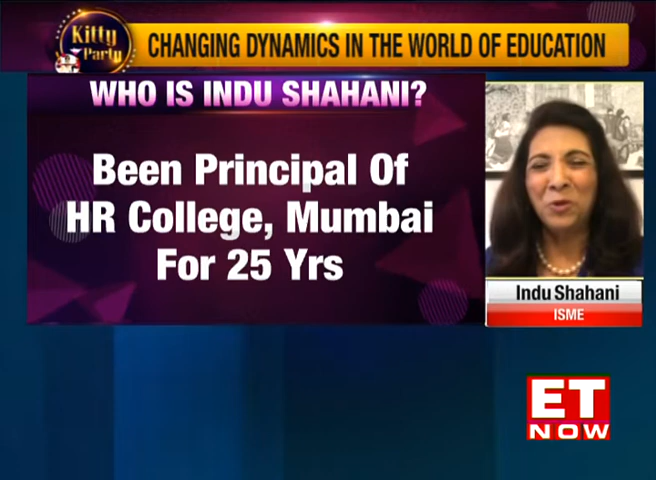 Kitty
Party
CHANGING DYNAMICS IN THE WORLD OF EDUCATION
WHO IS INDU SHAHANI?
Been Principal Of
HR College, Mumbai
For 25 Yrs
Indu Shahani
ISME
ET
NOW